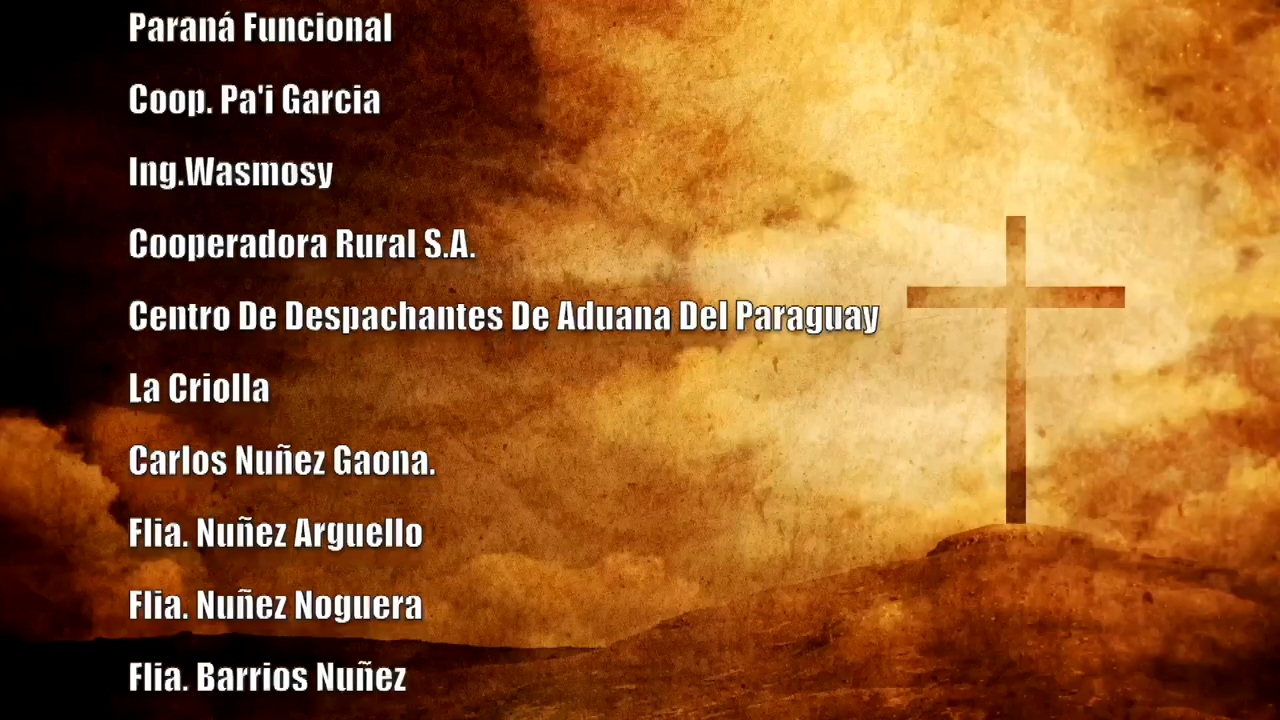 Paraná Funcional
Coop. Pa'i Garcia
Ing.Wasmosy
Cooperadora Rural S.A.
Centro De Despachantes De Aduana Del Paraguay
La Criolla
Carlos Nuñez Gaona.
Flia. Nuñez Arguello
Flia. Nuñez Noguera
Flia. Barrios Nuñez